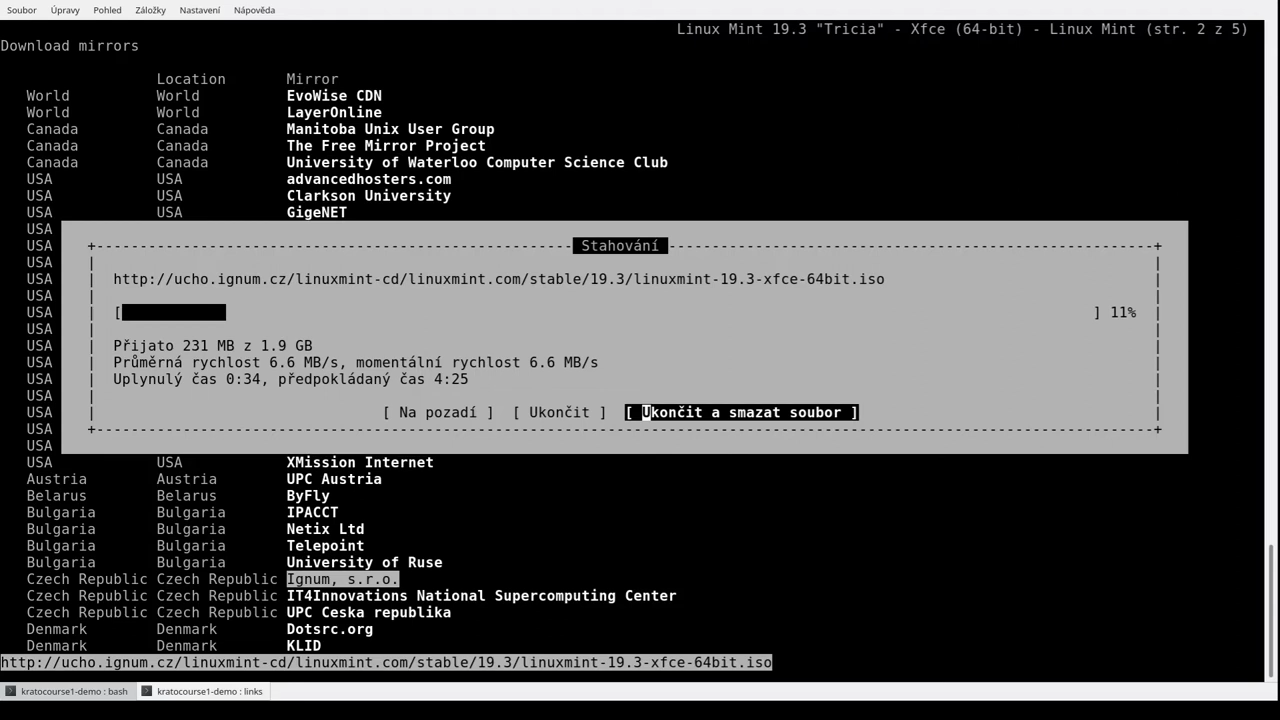 Soubor Úpravy Pohled Záložky Nastavení Nápověda
Linux Mint 19.3 "Tricia" - Xfce (64-bit) - Linux Mint (str. 2 z 5)
Download mirrors
Location Mirror
World World EvoWise CDN
World World LayerOnline
Canada Canada Manitoba Unix User Group
Canada Canada The Free Mirror Project
Canada Canada University of Waterloo Computer Science Club
USA USA advancedhosters.com
USA USA Clarkson University
USA USA GigeNET
USA
USA +---- Stahování ----+
USA
USA http://ucho.ignum.cz/linuxmint-cd/linuxmint.com/stable/19.3/linuxmint-19.3-xfce-64bit.iso
USA
USA [ ] 11%
USA
USA Přijato 231 MB z 1.9 GB
USA Průměrná rychlost 6.6 MB/s, momentální rychlost 6.6 MB/s
USA Uplynulý čas 0:34, předpokládaný čas 4:25
USA
USA [ Na pozadí ] [ Ukončit ] [ Ukončit a smazat soubor ]
USA
USA
USA USA XMission Internet
Austria Austria UPC Austria
Belarus Belarus ByFly
Bulgaria Bulgaria IPACCT
Bulgaria Bulgaria Netix Ltd
Bulgaria Bulgaria Telepoint
Bulgaria Bulgaria University of Ruse
Czech Republic Czech Republic Ignum, s.r.o.
Czech Republic Czech Republic IT4Innovations National Supercomputing Center
Czech Republic Czech Republic UPC Ceska republika
Denmark Denmark Dotsrc.org
Denmark Denmark KLID
http://ucho.ignum.cz/linuxmint-cd/linuxmint.com/stable/19.3/linuxmint-19.3-xfce-64bit.iso
kratocourse1-demo : bash kratocourse1-demo : links